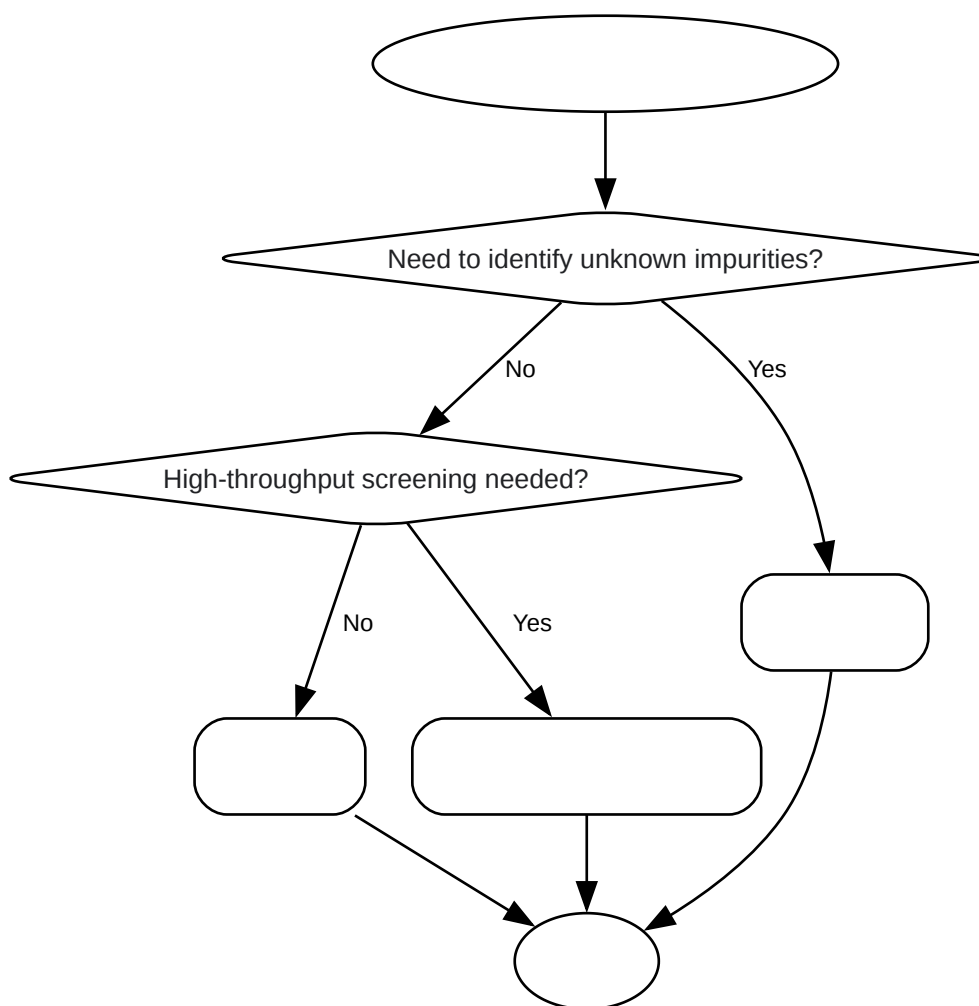 Need to identify unknown impurities?
No
Yes
High-throughput screening needed?
No
Yes